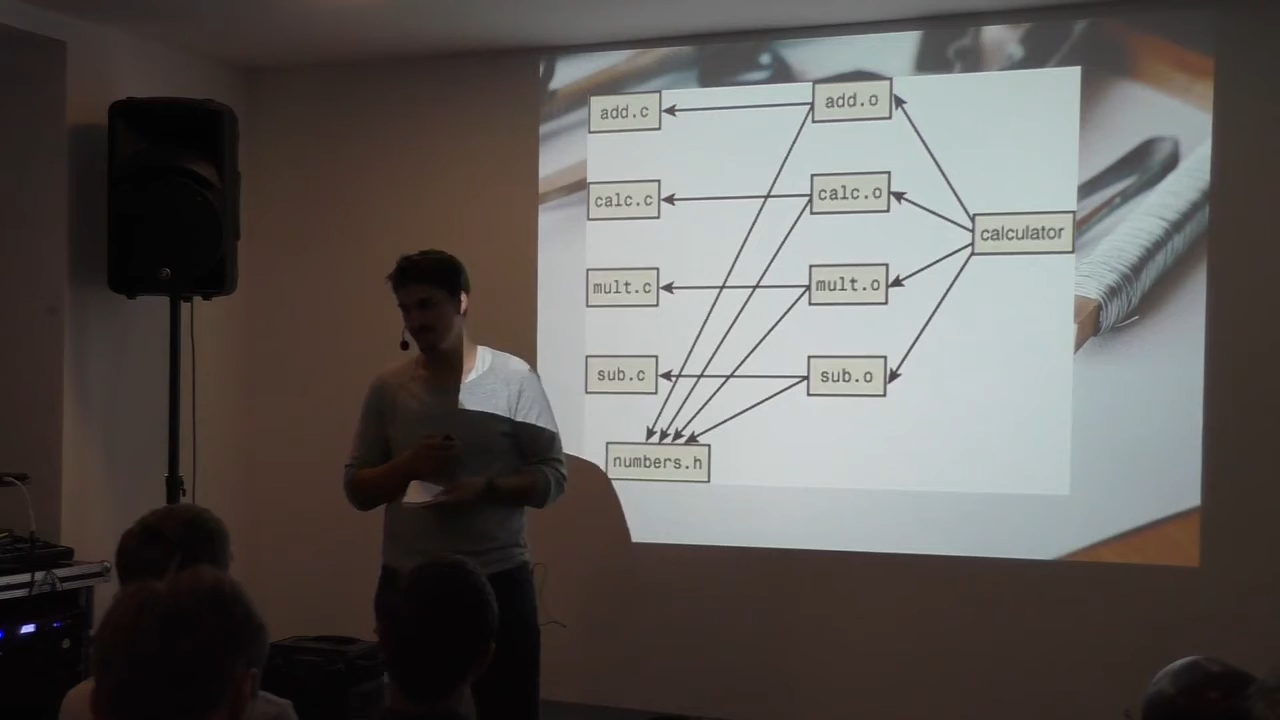 add.c
add.o
calc.c
calc.o
calculator
mult.c
mult.o
sub.c
sub.o
numbers.h